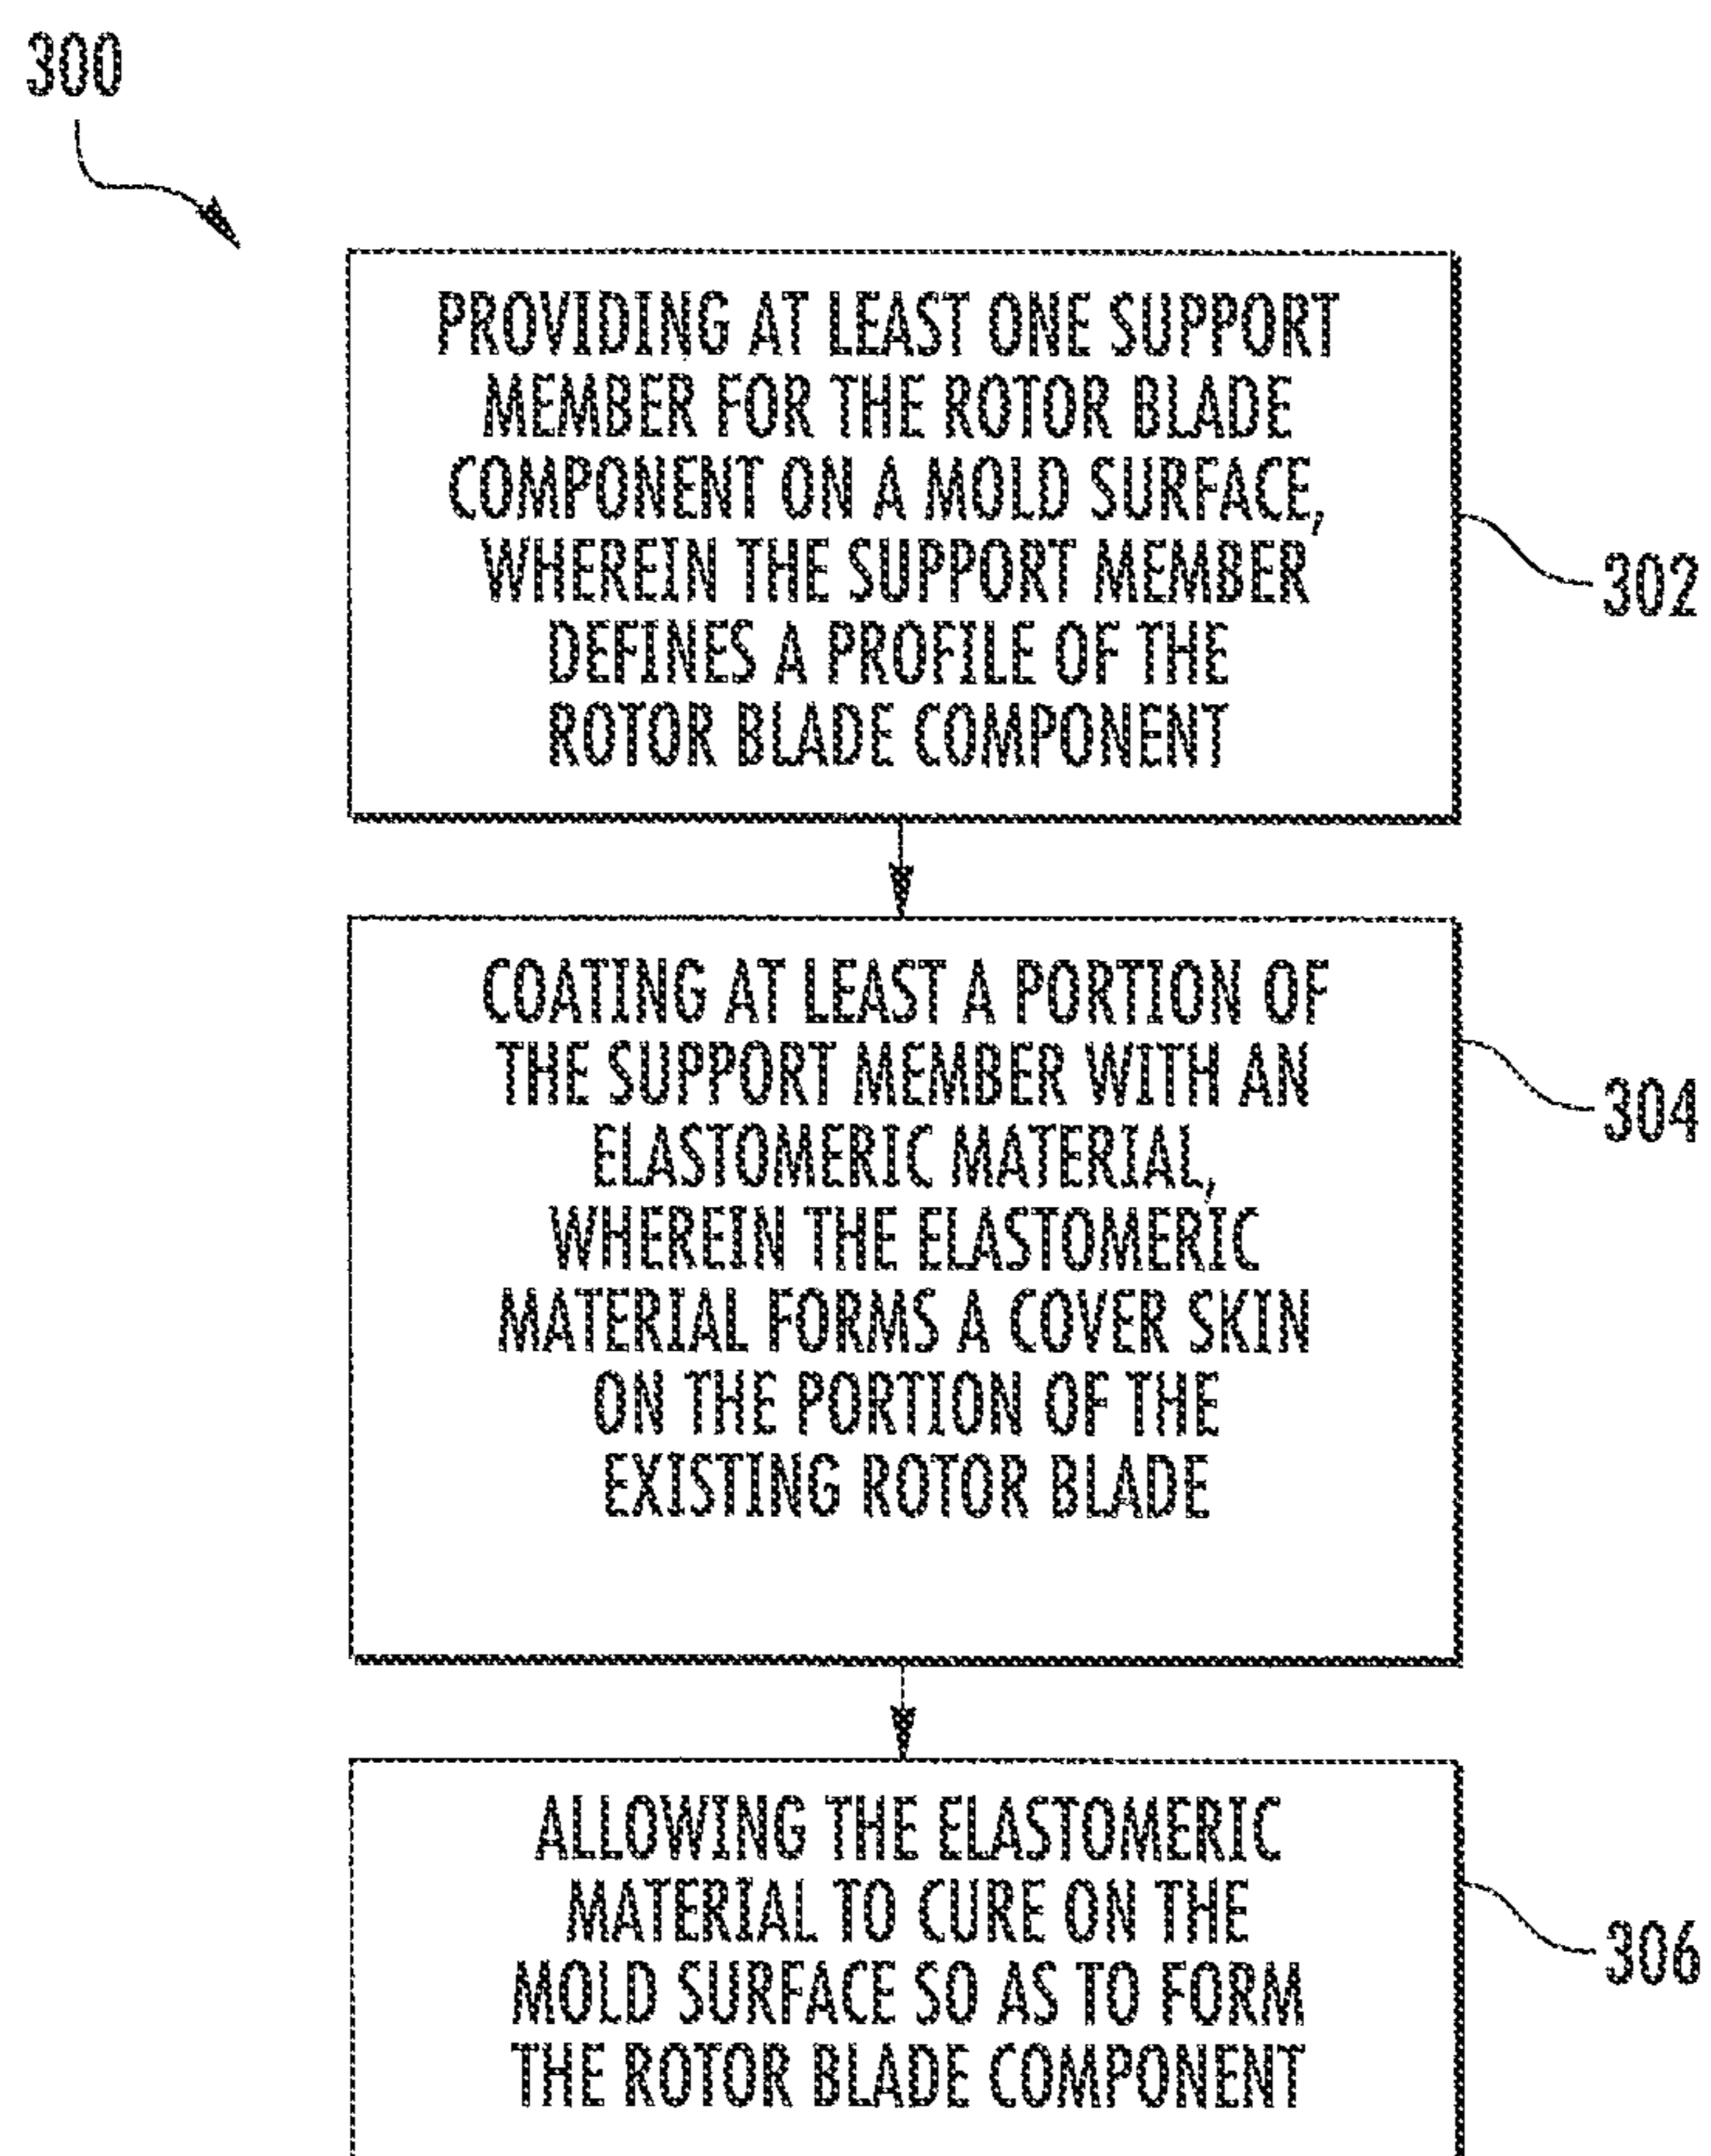 300
PROVIDING AT LEAST ONE SUPPORT
MEMBER FOR THE ROTOR BLADE
COMPONENT ON A MOLD SURFACE,
WHEREIN THE SUPPORT MEMBER
DEFINES A PROFILE OF THE
ROTOR BLADE COMPONENT
302
COATING AT LEAST A PORTION OF
THE SUPPORT MEMBER WITH AN
ELASTOMERIC MATERIAL,
WHEREIN THE ELASTOMERIC
MATERIAL FORMS A COVER SKIN
ON THE PORTION OF THE
EXISTING ROTOR BLADE
304
ALLOWING THE ELASTOMERIC
MATERIAL TO CURE ON THE
MOLD SURFACE SO AS TO FORM
THE ROTOR BLADE COMPONENT
306